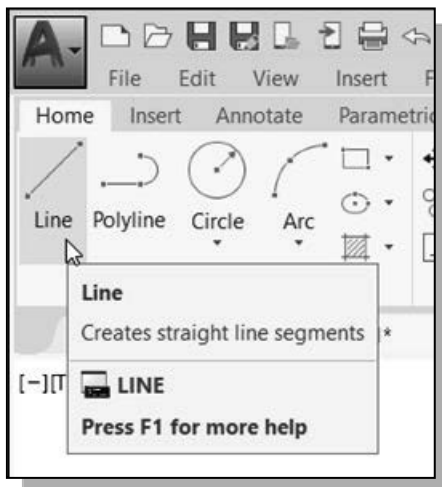 File Edit View Insert F
Home Insert Annotate Parametric
Line Polyline Circle Arc
Line
Creates straight line segments
[-][T
LINE
Press F1 for more help